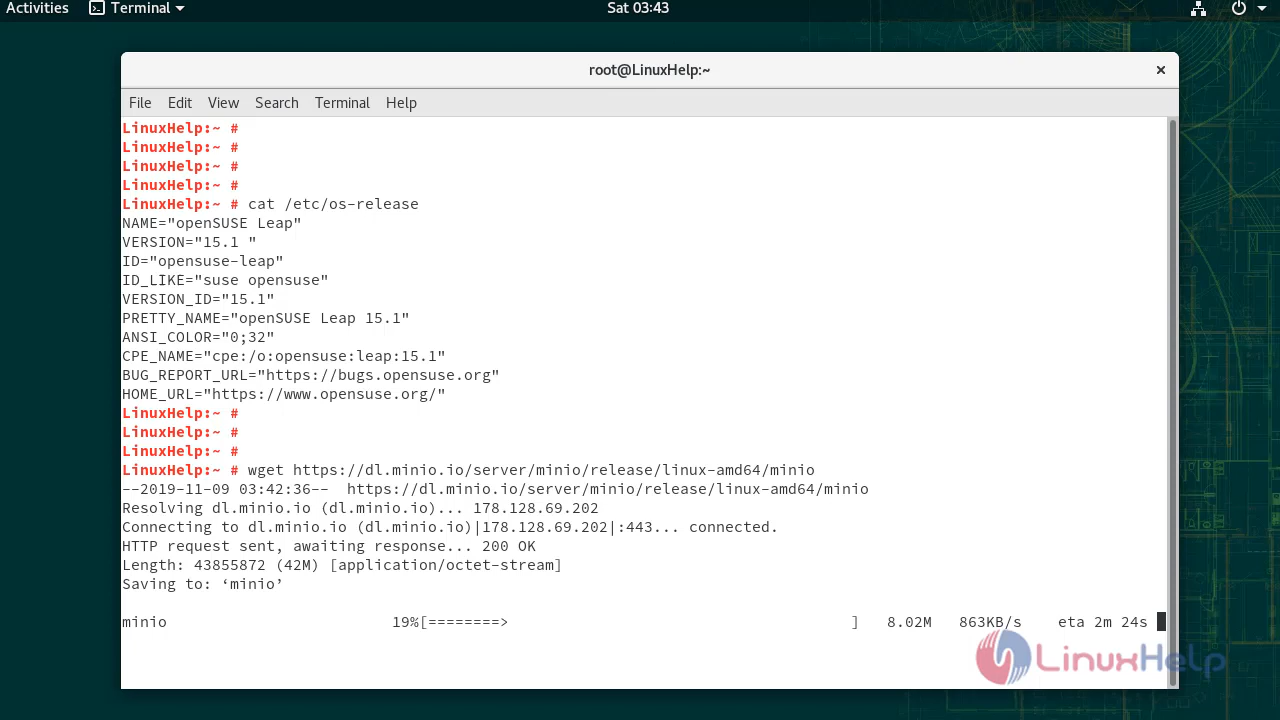 Activities Terminal Sat 03:43
root@LinuxHelp:~ ×
File Edit View Search Terminal Help
LinuxHelp:~ #
LinuxHelp:~ #
LinuxHelp:~ #
LinuxHelp:~ #
LinuxHelp:~ # cat /etc/os-release
NAME="openSUSE Leap"
VERSION="15.1 "
ID="opensuse-leap"
ID_LIKE="suse opensuse"
VERSION_ID="15.1"
PRETTY_NAME="openSUSE Leap 15.1"
ANSI_COLOR="0;32"
CPE_NAME="cpe:/o:opensuse:leap:15.1"
BUG_REPORT_URL="https://bugs.opensuse.org"
HOME_URL="https://www.opensuse.org/"
LinuxHelp:~ #
LinuxHelp:~ #
LinuxHelp:~ #
LinuxHelp:~ # wget https://dl.minio.io/server/minio/release/linux-amd64/minio
--2019-11-09 03:42:36--  https://dl.minio.io/server/minio/release/linux-amd64/minio
Resolving dl.minio.io (dl.minio.io)... 178.128.69.202
Connecting to dl.minio.io (dl.minio.io)|178.128.69.202|:443... connected.
HTTP request sent, awaiting response... 200 OK
Length: 43855872 (42M) [application/octet-stream]
Saving to: ‘minio’
minio 19%[========> ] 8.02M 863KB/s eta 2m 24s
LinuxHelp